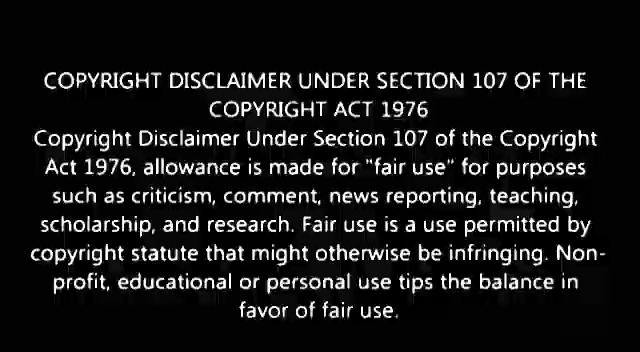 COPYRIGHT DISCLAIMER UNDER SECTION 107 OF THE
COPYRIGHT ACT 1976
Copyright Disclaimer Under Section 107 of the Copyright
Act 1976, allowance is made for "fair use" for purposes
such as criticism, comment, news reporting, teaching,
scholarship, and research. Fair use is a use permitted by
copyright statute that might otherwise be infringing. Non-
profit, educational or personal use tips the balance in
favor of fair use.